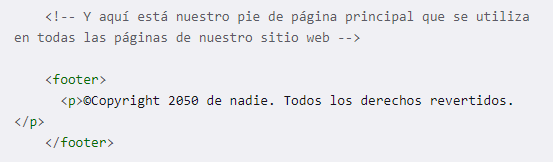 <!-- Y aquí está nuestro pie de página principal que se utiliza
en todas las páginas de nuestro sitio web -->
<footer>
<p>©Copyright 2050 de nadie. Todos los derechos revertidos.
</p>
</footer>